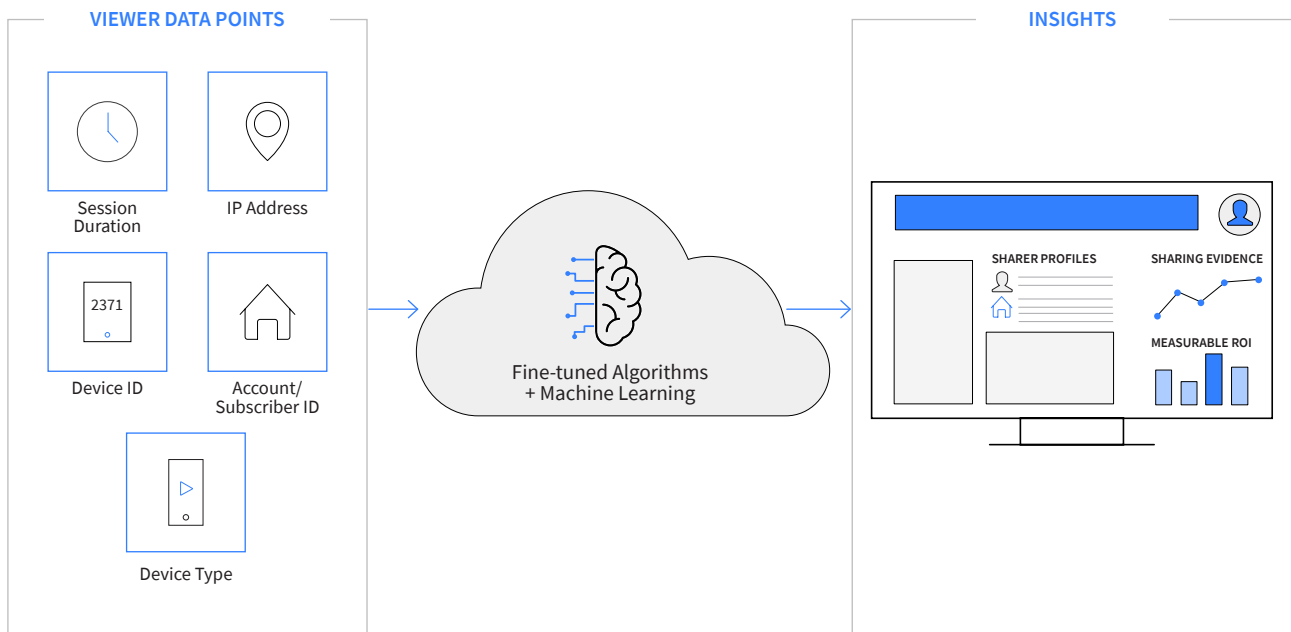 VIEWER DATA POINTS
Session
Duration
IP Address
2371
Device ID
Account/
Subscriber ID
Device Type
Fine-tuned Algorithms
+ Machine Learning
INSIGHTS
SHARER PROFILES
SHARING EVIDENCE
MEASURABLE ROI